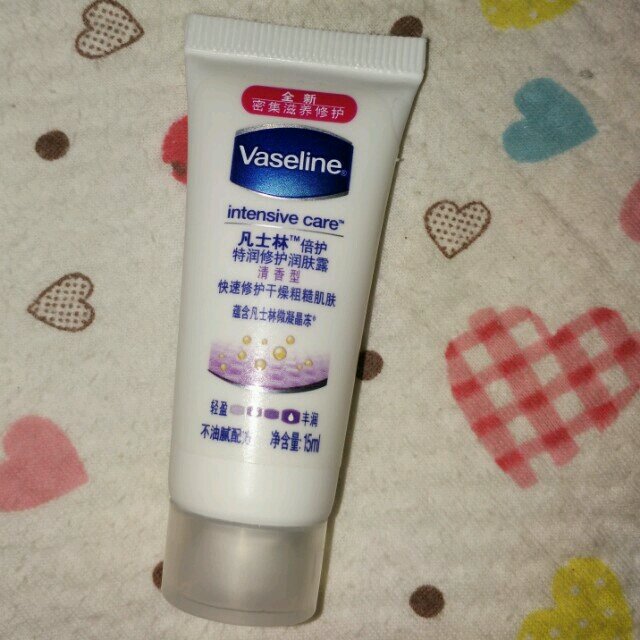 全新
密集滋养修护
Vaseline®
intensive care™
凡士林™倍护
特润修护润肤露
清香型
快速修护干燥粗糙肌肤
蕴含凡士林微凝晶冻
轻盈 丰润
不油腻配方 净含量:15ml